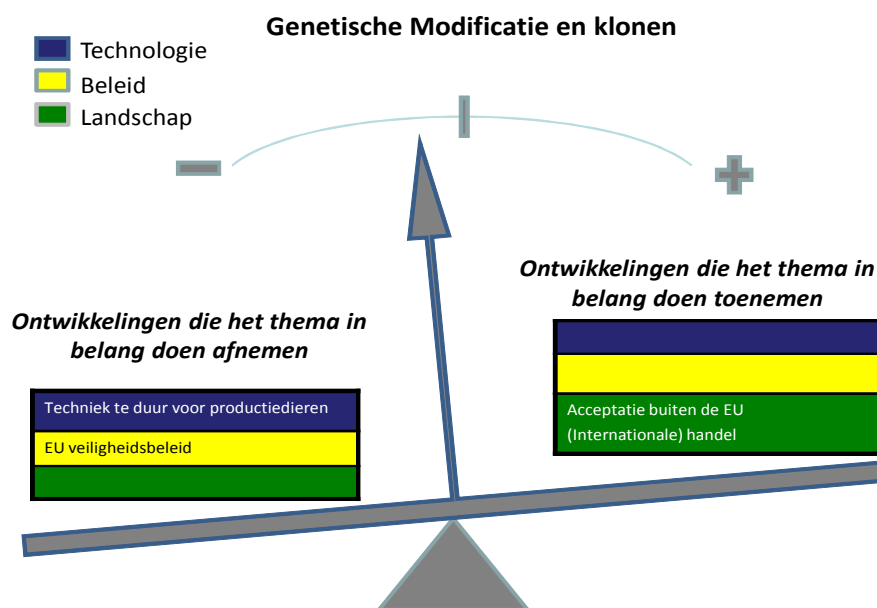 Genetische Modificatie en klonen
Technologie
Beleid
Landschap
Ontwikkelingen die het thema in
belang doen afnemen
Techniek te duur voor productiedieren
EU veiligheidsbeleid
Ontwikkelingen die het thema in
belang doen toenemen
Acceptatie buiten de EU
(Internationale) handel